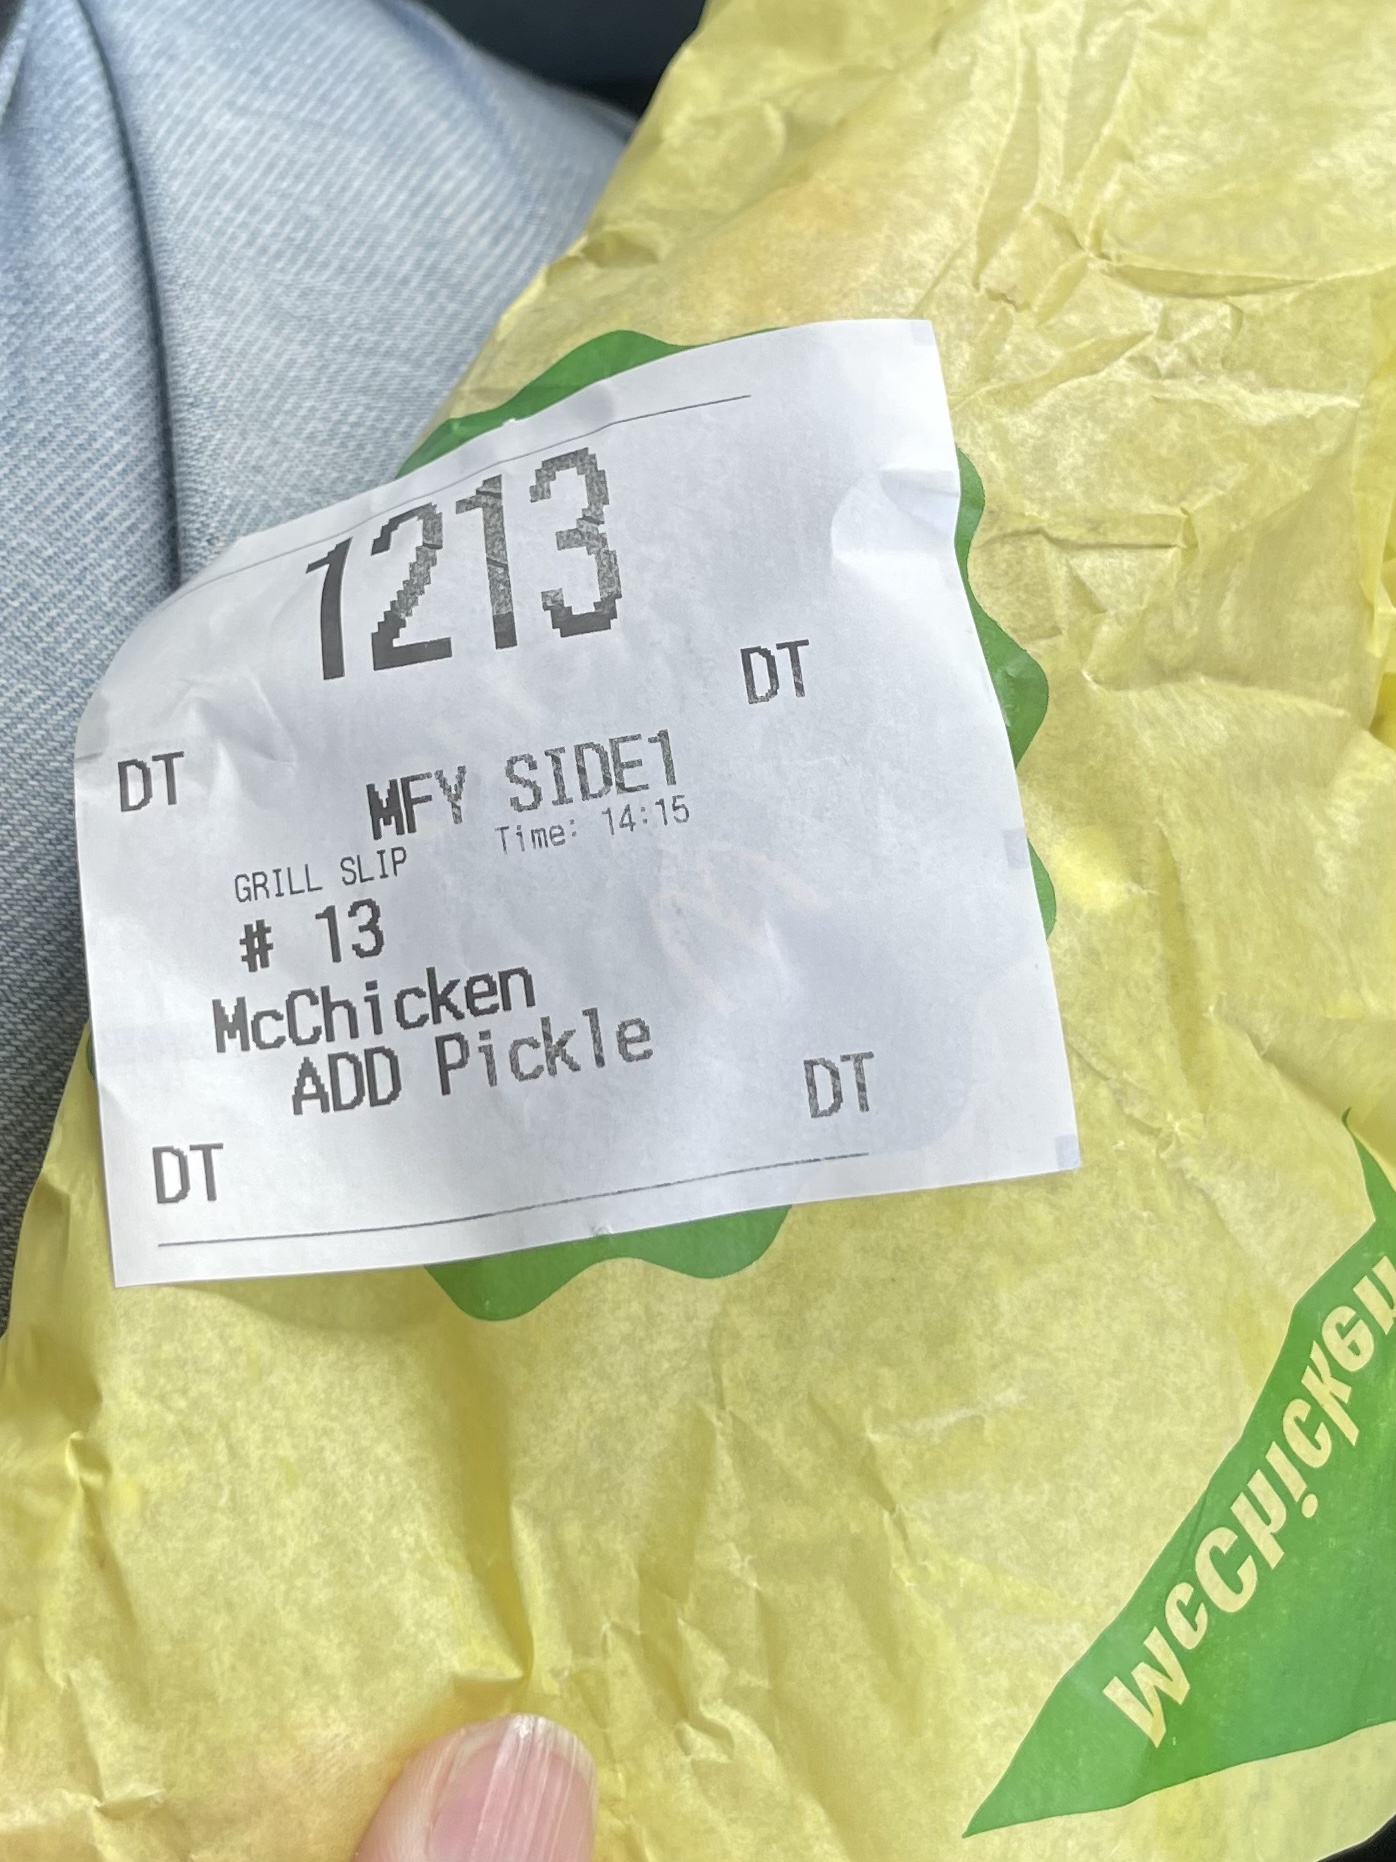 1213
DT
DT
MFY SIDE1
Time: 14:15
GRILL SLIP
# 13
McChicken
ADD Pickle
DT
DT
McChicken